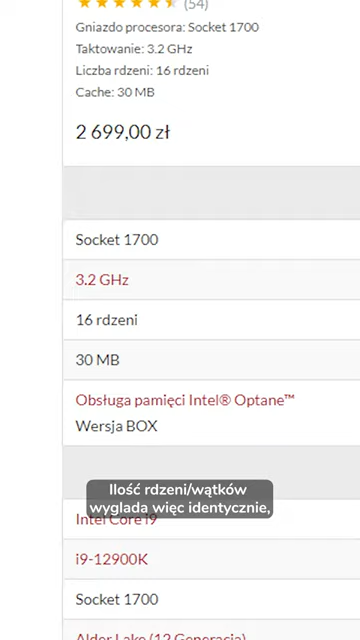 (54)
Gniazdo procesora: Socket 1700
Taktowanie: 3.2 GHz
Liczba rdzeni: 16 rdzeni
Cache: 30 MB
2 699,00 zł
Socket 1700
3.2 GHz
16 rdzeni
30 MB
Obsługa pamięci Intel® Optane™
Wersja BOX
Ilość rdzeni/wątków
wygląda więc identycznie,
Intel Core i9
i9-12900K
Socket 1700
Alder Lake (12 Generacja)